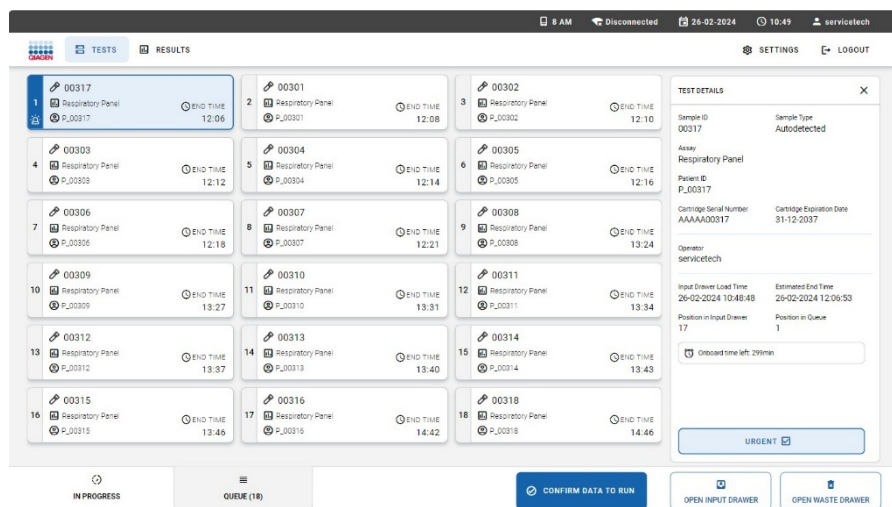 8 AM Disconnected 26-02-2024 10:49 servicetech
QIAGEN TESTS RESULTS SETTINGS LOGOUT
1 00317 Respiratory Panel P_00317 END TIME 12:06
2 00301 Respiratory Panel P_00301 END TIME 12:08
3 00302 Respiratory Panel P_00302 END TIME 12:10
4 00303 Respiratory Panel P_00303 END TIME 12:12
5 00304 Respiratory Panel P_00304 END TIME 12:14
6 00305 Respiratory Panel P_00305 END TIME 12:16
7 00306 Respiratory Panel P_00306 END TIME 12:18
8 00307 Respiratory Panel P_00307 END TIME 12:21
9 00308 Respiratory Panel P_00308 END TIME 13:24
10 00309 Respiratory Panel P_00309 END TIME 13:27
11 00310 Respiratory Panel P_00310 END TIME 13:31
12 00311 Respiratory Panel P_00311 END TIME 13:34
13 00312 Respiratory Panel P_00312 END TIME 13:37
14 00313 Respiratory Panel P_00313 END TIME 13:40
15 00314 Respiratory Panel P_00314 END TIME 13:43
16 00315 Respiratory Panel P_00315 END TIME 13:46
17 00316 Respiratory Panel P_00316 END TIME 14:42
18 00318 Respiratory Panel P_00318 END TIME 14:46
TEST DETAILS
Sample ID Sample Type
00317 Autodetected
Assay
Respiratory Panel
Patient ID
P_00317
Cartridge Serial Number Cartridge Expiration Date
AAAAA00317 31-12-2037
Operator
servicetech
Input Drawer Load Time Estimated End Time
26-02-2024 10:48:48 26-02-2024 12:06:53
Position in Input Drawer Position in Queue
17 1
Onboard time left: 299min
URGENT
IN PROGRESS QUEUE (18) CONFIRM DATA TO RUN OPEN INPUT DRAWER OPEN WASTE DRAWER